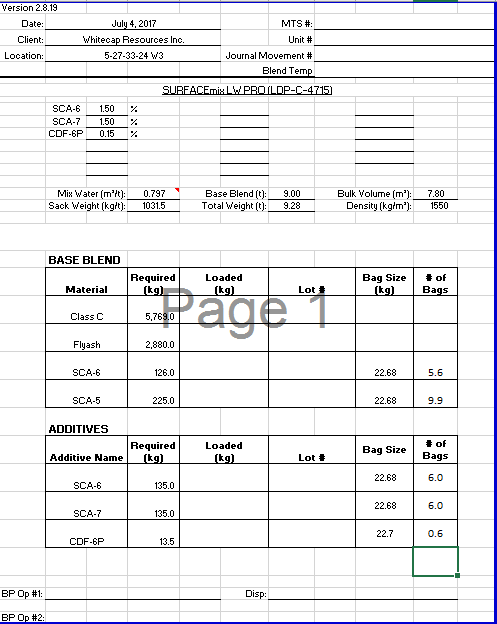 Version 2.8.19
Date: July 4, 2017 MTS #:
Client: Whitecap Resources Inc. Unit #
Location: 5-27-33-24 W3 Journal Movement #
Blend Temp
SURFACEmix LW PRO (LDP-C-4715)
SCA-6 1.50 %
SCA-7 1.50 %
CDF-6P 0.15 %
Mix Water (m³/t): 0.797 Base Blend (t): 9.00 Bulk Volume (m³): 7.80
Sack Weight (kg/t): 1031.5 Total Weight (t): 9.28 Density (kg/m³): 1550
BASE BLEND
Material Required (kg) Loaded (kg) Lot # Bag Size (kg) # of Bags
Class C 5,769.0
Flyash 2,880.0
SCA-6 126.0 22.68 5.6
SCA-5 225.0 22.68 9.9
Page 1
ADDITIVES
Additive Name Required (kg) Loaded (kg) Lot # Bag Size # of Bags
SCA-6 135.0 22.68 6.0
SCA-7 135.0 22.68 6.0
CDF-6P 13.5 22.7 0.6
BP Op #1: Disp:
BP Op #2: